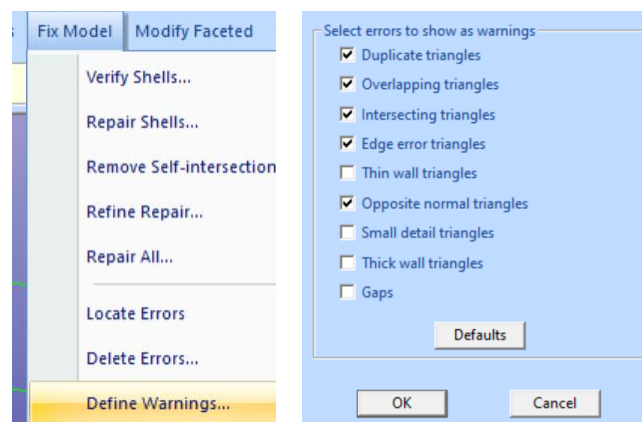 Fix Model Modify Faceted
Verify Shells...
Repair Shells...
Remove Self-intersection
Refine Repair...
Repair All...
Locate Errors
Delete Errors...
Define Warnings...
Select errors to show as warnings
Duplicate triangles
Overlapping triangles
Intersecting triangles
Edge error triangles
Thin wall triangles
Opposite normal triangles
Small detail triangles
Thick wall triangles
Gaps
Defaults
OK Cancel